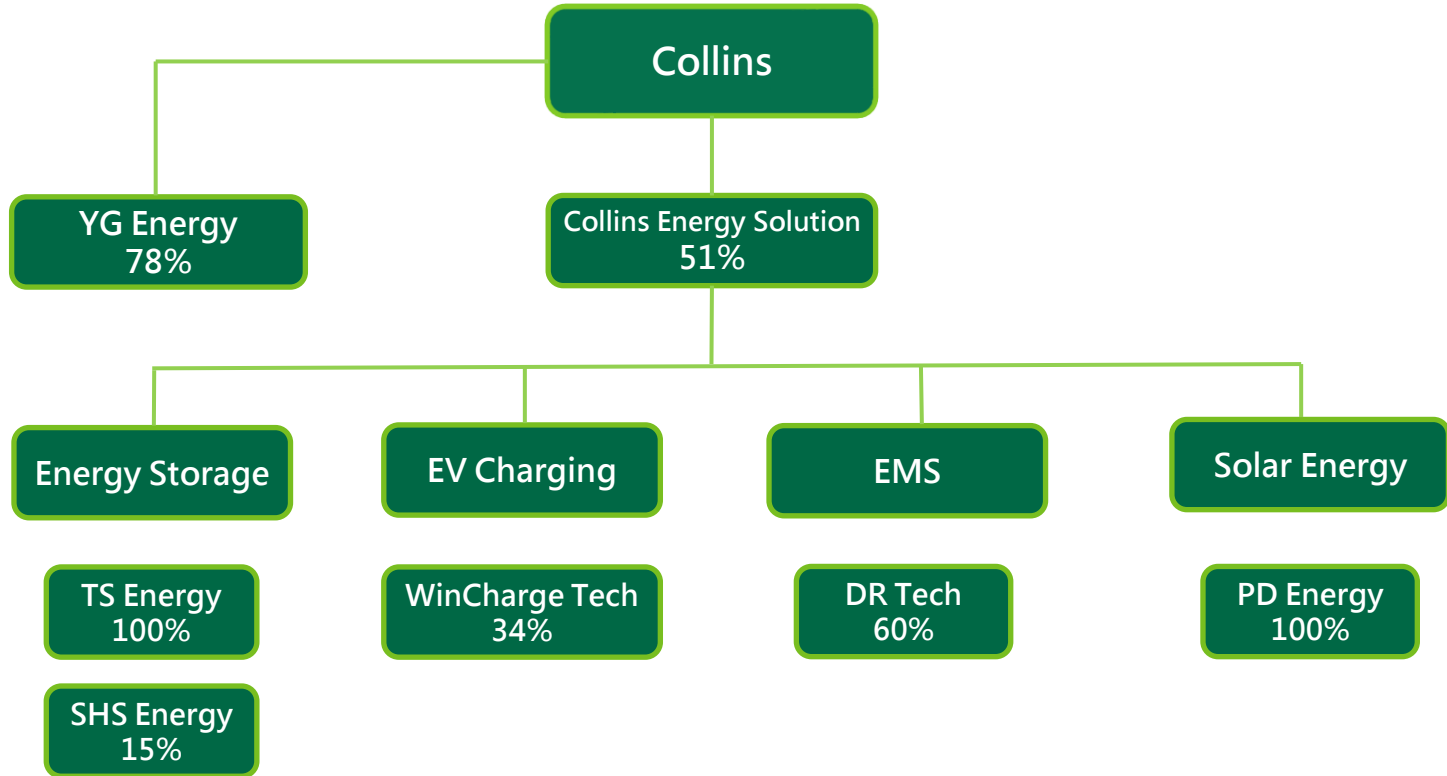 Collins
YG Energy
78%
Collins Energy Solution
51%
Energy Storage
EV Charging
EMS
Solar Energy
TS Energy
100%
WinCharge Tech
34%
DR Tech
60%
PD Energy
100%
SHS Energy
15%